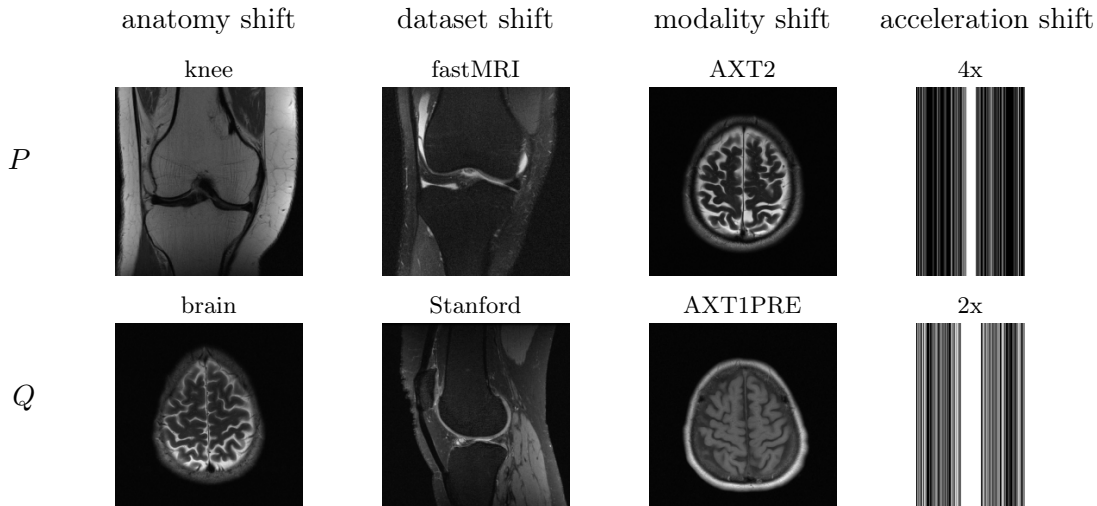 anatomy shift dataset shift modality shift acceleration shift
knee fastMRI AXT2 4x
P
brain Stanford AXT1PRE 2x
Q